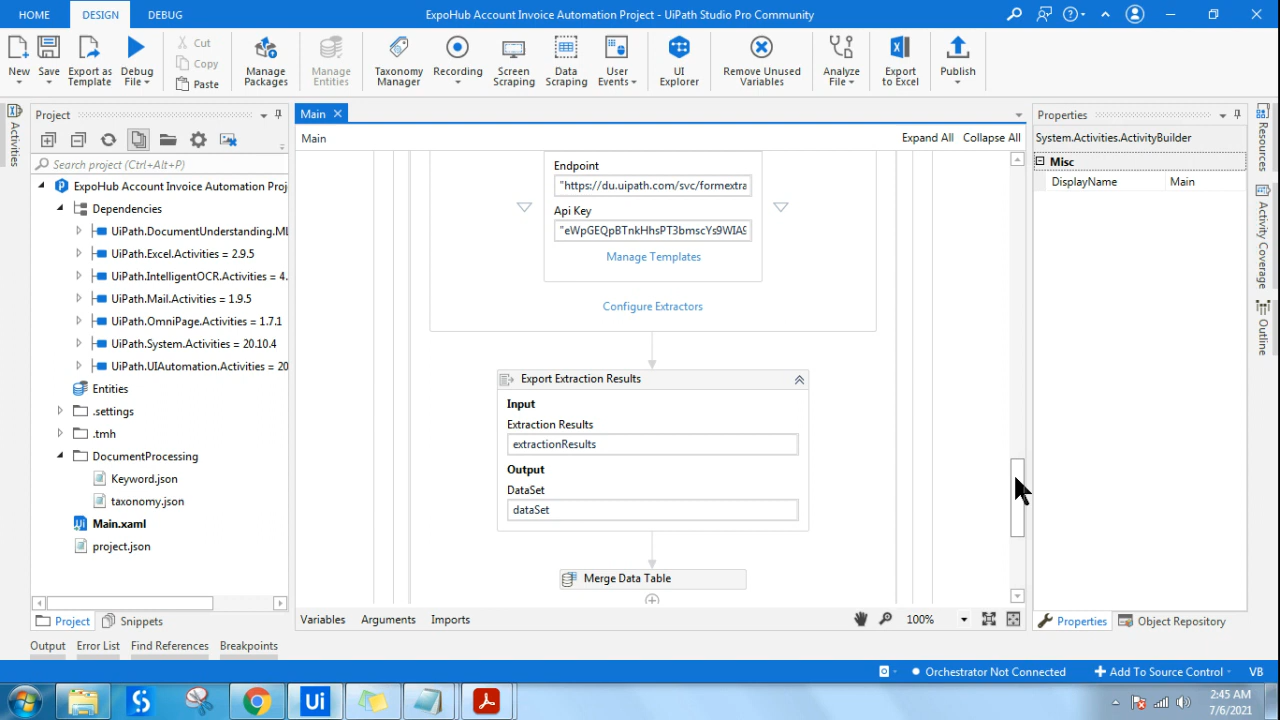 HOME
DESIGN
DEBUG
ExpoHub Account Invoice Automation Project - UiPath Studio Pro Community
New
Save
Export as Template
Debug File
Cut
Copy
Paste
Manage Packages
Manage Entities
Taxonomy Manager
Recording
Screen Scraping
Data Scraping
User Events
UI Explorer
Remove Unused Variables
Analyze File
Export to Excel
Publish
Activities
Project
Search project (Ctrl+Alt+P)
ExpoHub Account Invoice Automation Proj
Dependencies
UiPath.DocumentUnderstanding.ML
UiPath.Excel.Activities = 2.9.5
UiPath.IntelligentOCR.Activities = 4.
UiPath.Mail.Activities = 1.9.5
UiPath.OmniPage.Activities = 1.7.1
UiPath.System.Activities = 20.10.4
UiPath.UIAutomation.Activities = 20
Entities
.settings
.tmh
DocumentProcessing
Keyword.json
taxonomy.json
Main.xaml
project.json
Project
Snippets
Main
Main
Expand All
Collapse All
Endpoint
"https://du.uipath.com/svc/formextra
Api Key
"eWpGEQpBTnkHhsPT3bmscYs9WIAS
Manage Templates
Configure Extractors
Export Extraction Results
Input
Extraction Results
extractionResults
Output
DataSet
dataSet
Merge Data Table
Variables
Arguments
Imports
100%
Properties
System.Activities.ActivityBuilder
Misc
DisplayName
Main
Properties
Object Repository
Resources
Activity Coverage
Outline
Output
Error List
Find References
Breakpoints
Orchestrator Not Connected
Add To Source Control
VB
Ui
2:45 AM
7/6/2021